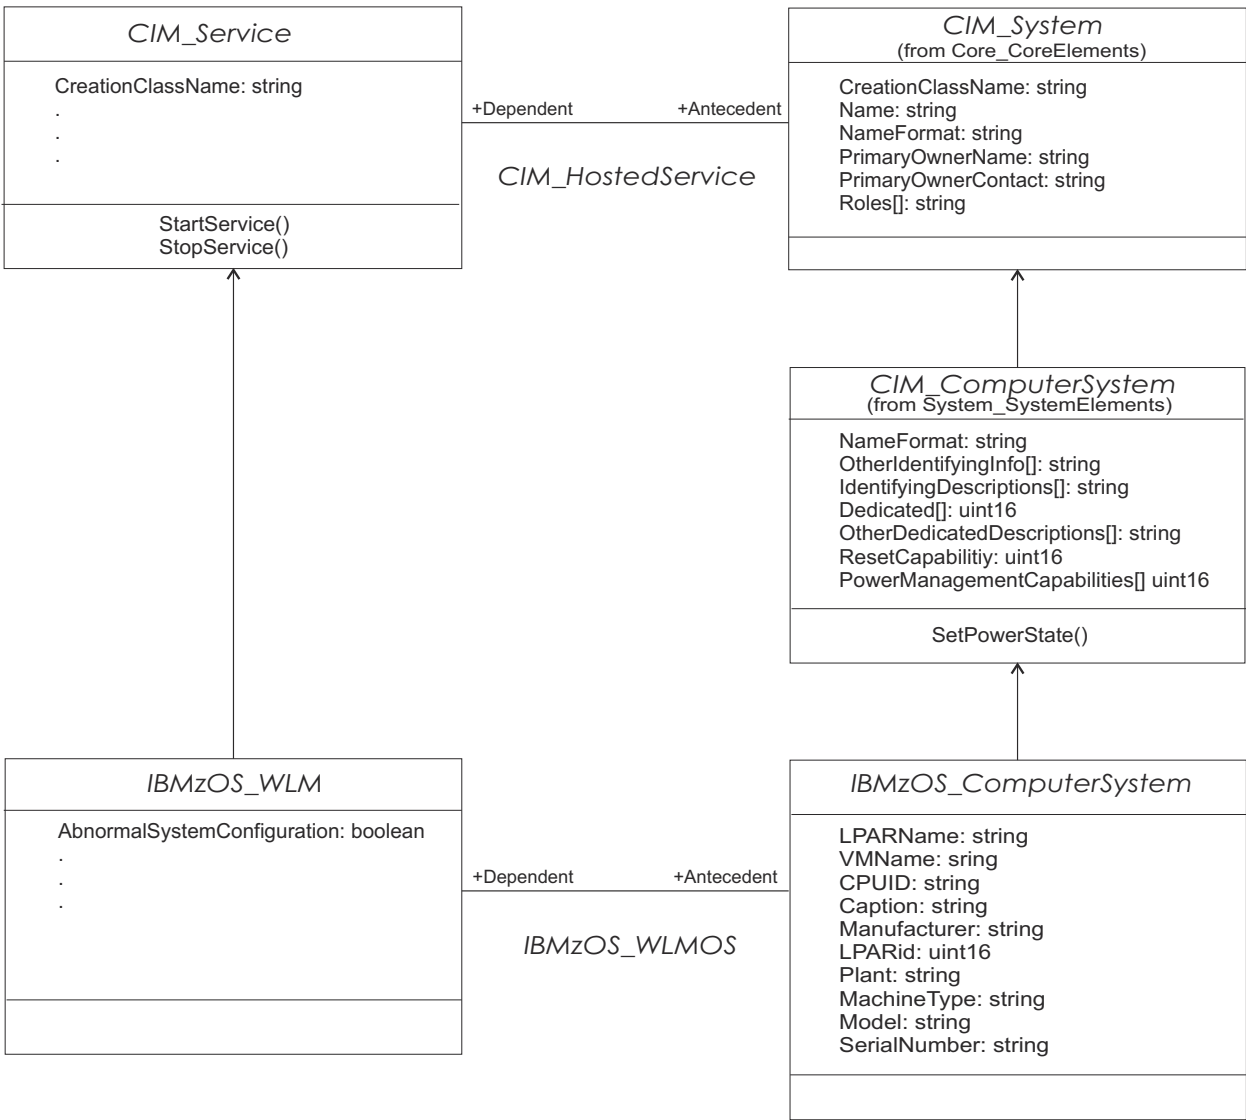 CIM_Service
CreationClassName: string
.
.
.
StartService()
StopService()
+Dependent
+Antecedent
CIM_HostedService
CIM_System
(from Core_CoreElements)
CreationClassName: string
Name: string
NameFormat: string
PrimaryOwnerName: string
PrimaryOwnerContact: string
Roles[]: string
CIM_ComputerSystem
(from System_SystemElements)
NameFormat: string
OtherIdentifyingInfo[]: string
IdentifyingDescriptions[]: string
Dedicated[]: uint16
OtherDedicatedDescriptions[]: string
ResetCapabilitiy: uint16
PowerManagementCapabilities[] uint16
SetPowerState()
IBMzOS_WLM
AbnormalSystemConfiguration: boolean
.
.
.
+Dependent
+Antecedent
IBMzOS_WLMOS
IBMzOS_ComputerSystem
LPARName: string
VMName: sring
CPUID: string
Caption: string
Manufacturer: string
LPARid: uint16
Plant: string
MachineType: string
Model: string
SerialNumber: string